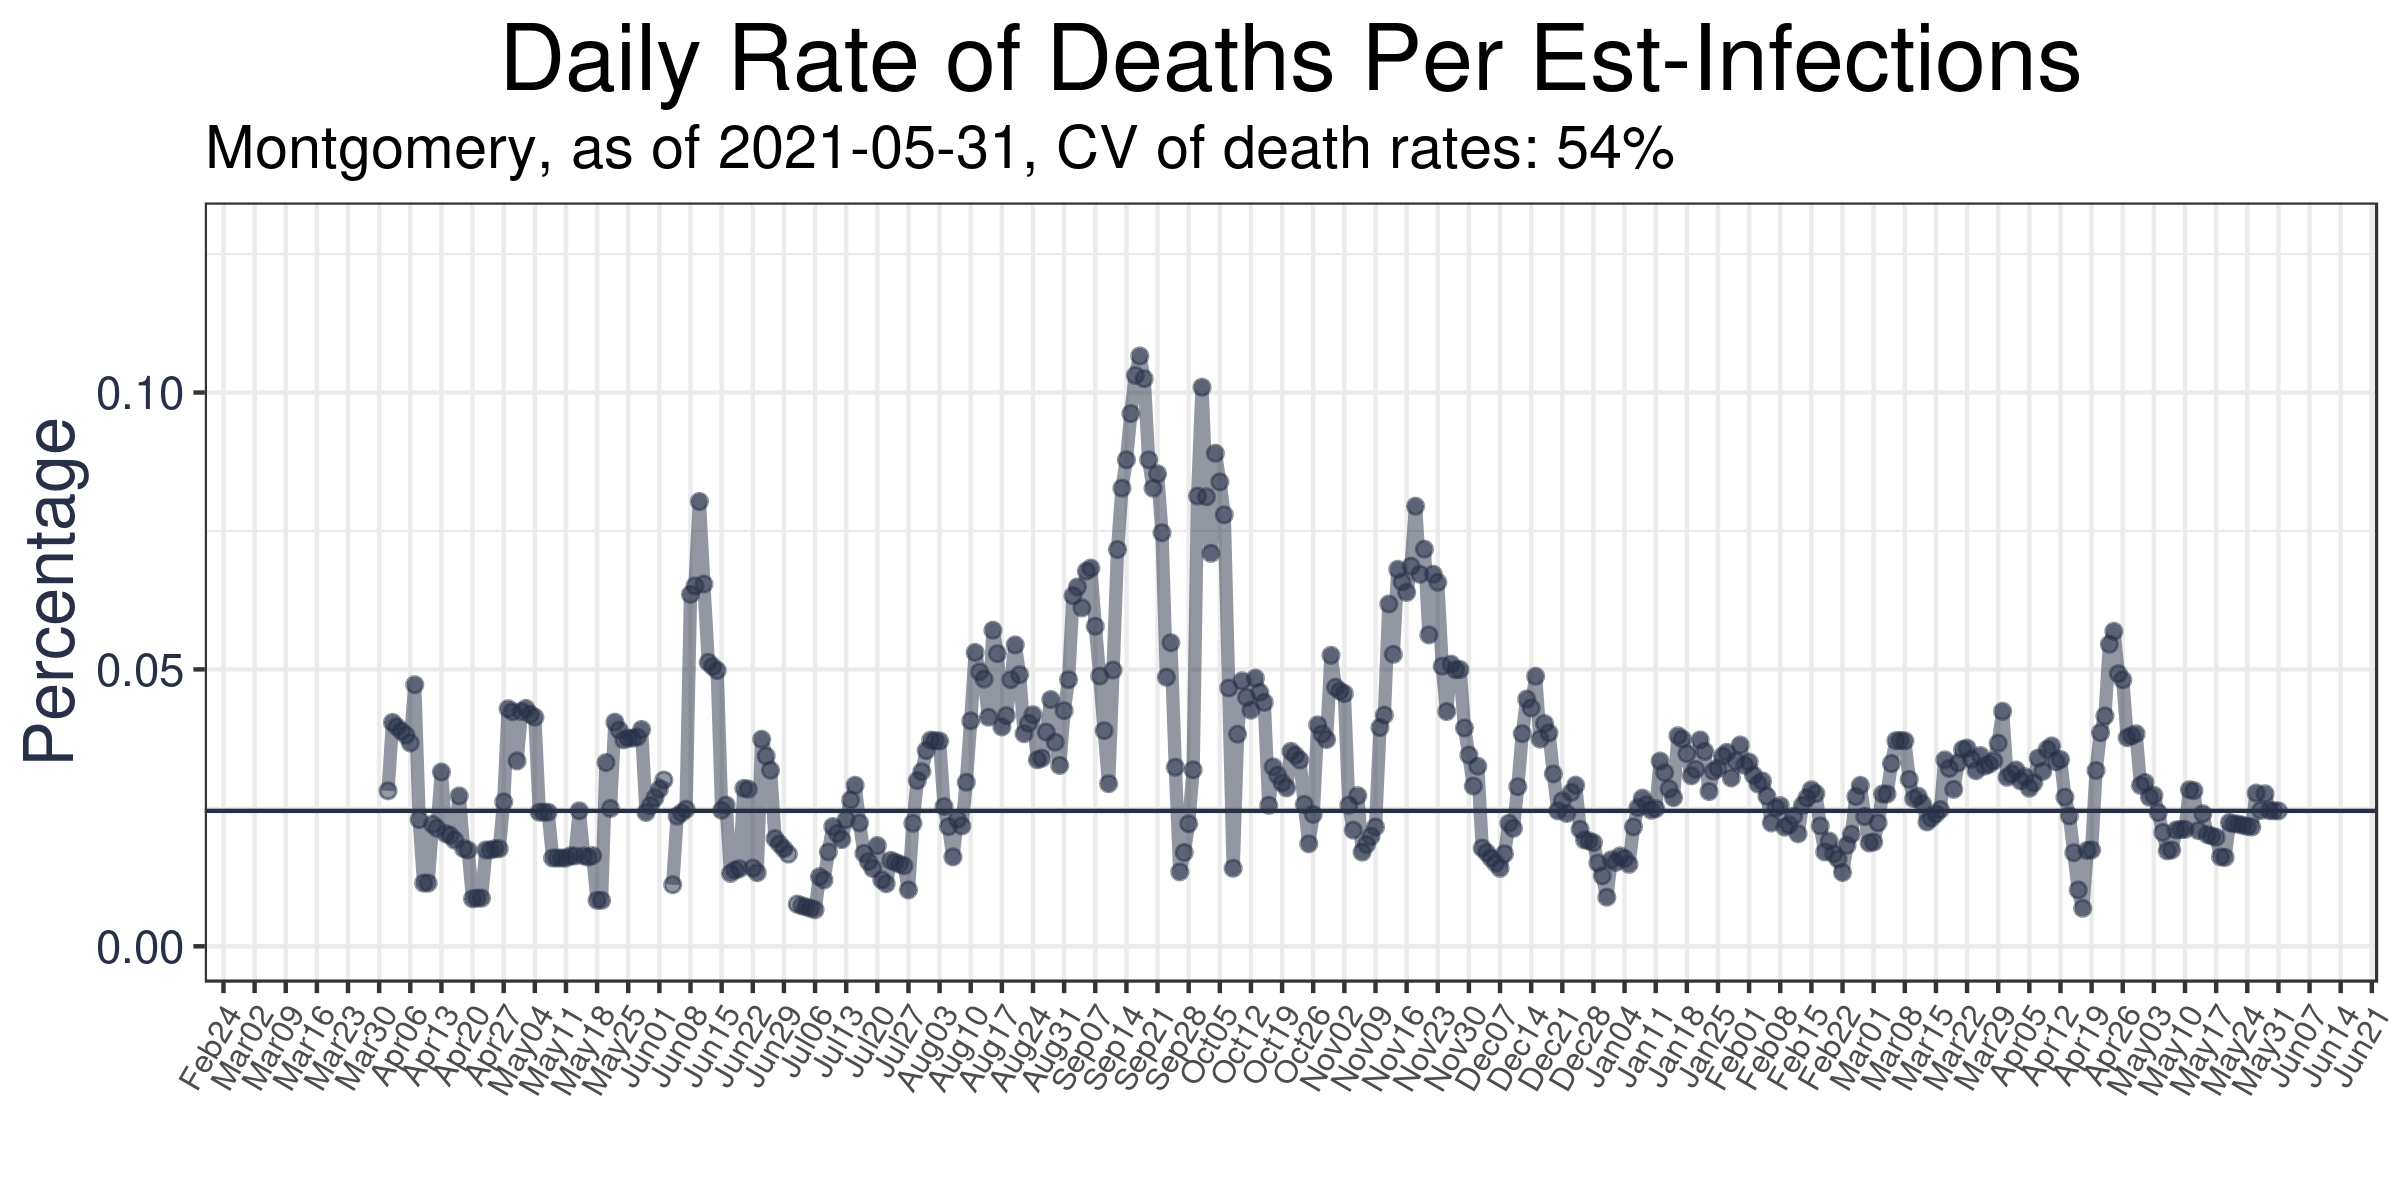 Daily Rate of Deaths Per Est-Infections
Montgomery, as of 2021-05-31, CV of death rates: 54%
Percentage
0.10
0.05
0.00
Feb24
Mar02
Mar09
Mar16
Mar23
Mar30
Apr06
Apr13
Apr20
Apr27
May04
May11
May18
May25
Jun01
Jun08
Jun15
Jun22
Jun29
Jul06
Jul13
Jul20
Jul27
Aug03
Aug10
Aug17
Aug24
Aug31
Sep07
Sep14
Sep21
Sep28
Oct05
Oct12
Oct19
Oct26
Nov02
Nov09
Nov16
Nov23
Nov30
Dec07
Dec14
Dec21
Dec28
Jan04
Jan11
Jan18
Jan25
Feb01
Feb08
Feb15
Feb22
Mar01
Mar08
Mar15
Mar22
Mar29
Apr05
Apr12
Apr19
Apr26
May03
May10
May17
May24
May31
Jun07
Jun14
Jun21